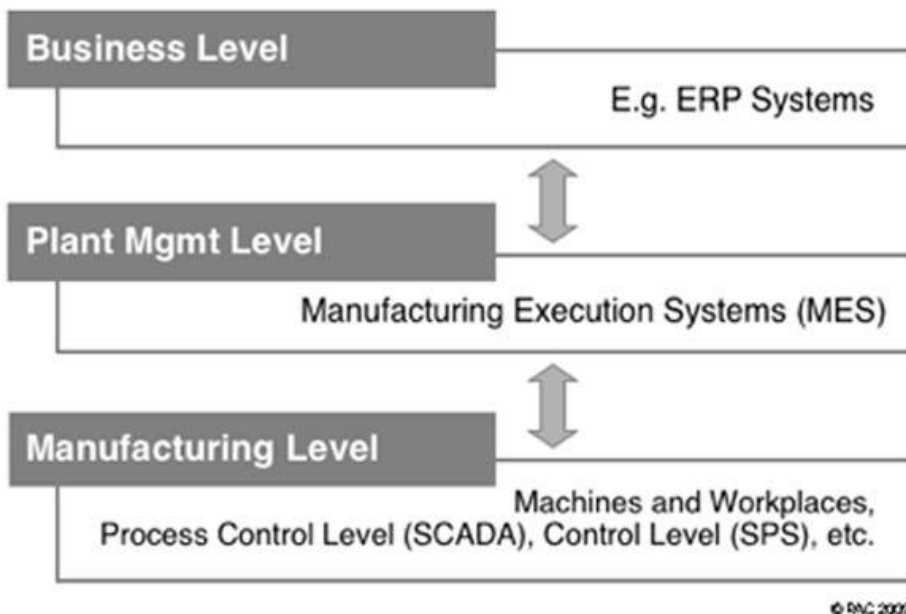 Business Level
E.g. ERP Systems
Plant Mgmt Level
Manufacturing Execution Systems (MES)
Manufacturing Level
Machines and Workplaces,
Process Control Level (SCADA), Control Level (SPS), etc.
© PAC